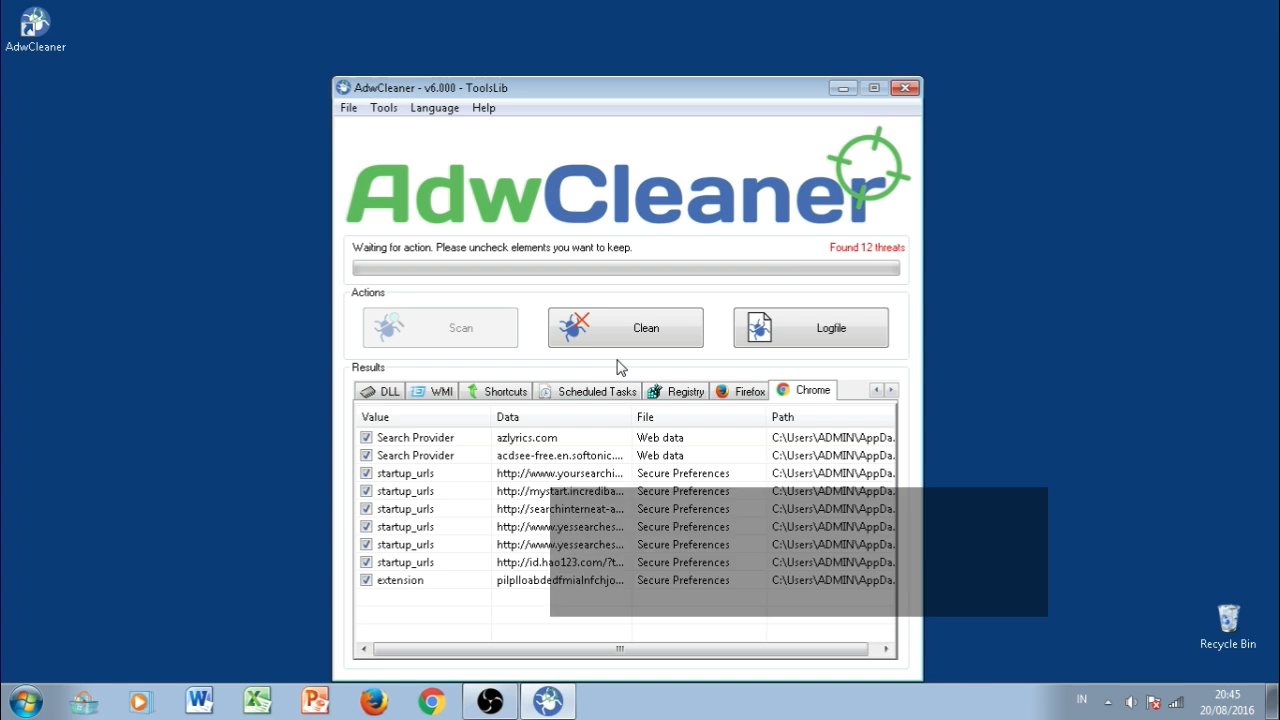 AdwCleaner
AdwCleaner - v6.000 - ToolsLib
File Tools Language Help
AdwCleaner
Waiting for action. Please uncheck elements you want to keep. Found 12 threats
Actions
Scan Clean Logfile
Results
DLL WMI Shortcuts Scheduled Tasks Registry Firefox Chrome
Value Data File Path
Search Provider azlyrics.com Web data C:\Users\ADMIN\AppDa...
Search Provider acdsee-free.en.softonic.... Web data C:\Users\ADMIN\AppDa...
startup_urls http://www.yoursearchi... Secure Preferences C:\Users\ADMIN\AppDa...
startup_urls http://mystart.incrediba... Secure Preferences C:\Users\ADMIN\AppDa...
startup_urls http://searchinterneat-a... Secure Preferences C:\Users\ADMIN\AppDa...
startup_urls http://www.yessearches... Secure Preferences C:\Users\ADMIN\AppDa...
startup_urls http://www.yessearches... Secure Preferences C:\Users\ADMIN\AppDa...
startup_urls http://id.hao123.com/?t... Secure Preferences C:\Users\ADMIN\AppDa...
extension pilplloabdedfmialnfchjo... Secure Preferences C:\Users\ADMIN\AppDa...
Recycle Bin
IN 20:45
20/08/2016